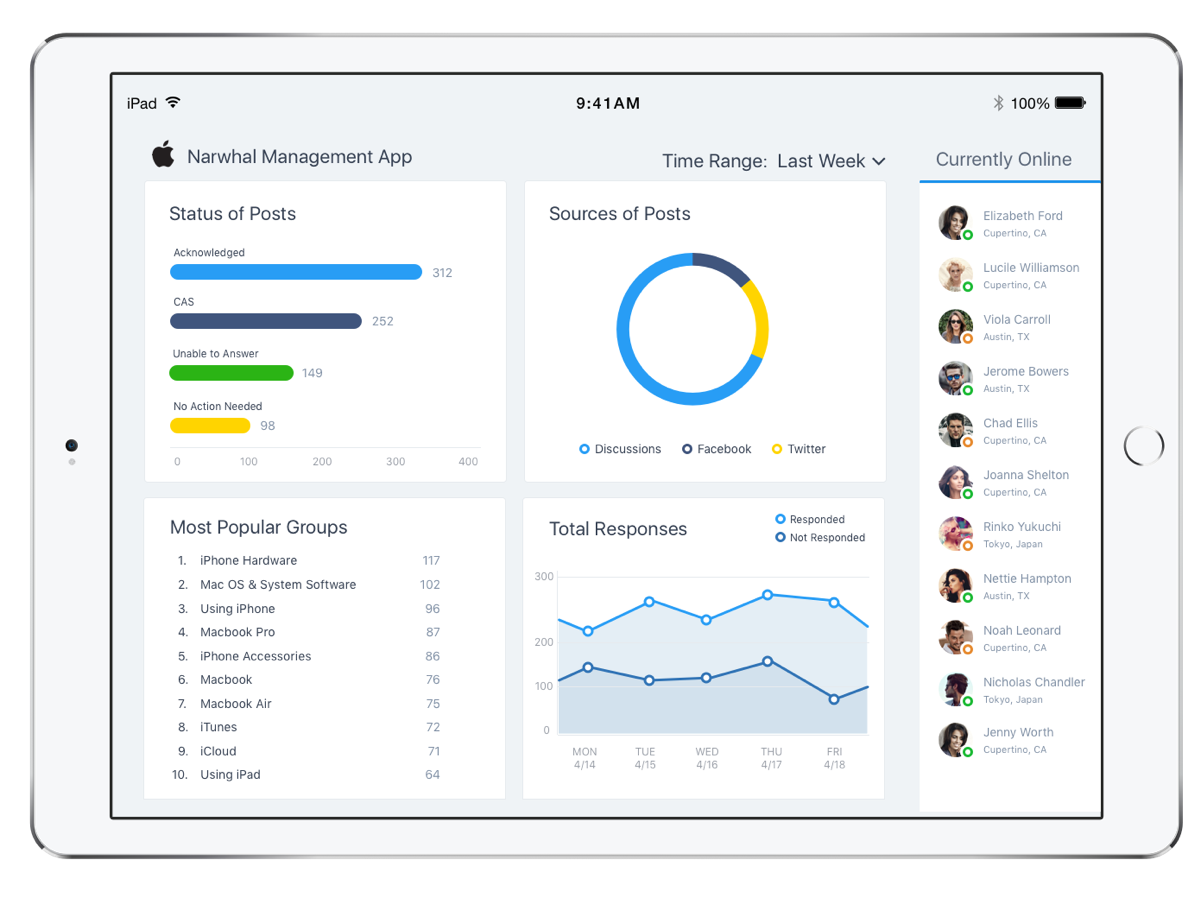 iPad
9:41AM
100%
Narwhal Management App
Time Range: Last Week
Currently Online
Status of Posts
Acknowledged
312
CAS
252
Unable to Answer
149
No Action Needed
98
0 100 200 300 400
Sources of Posts
Discussions Facebook Twitter
Most Popular Groups
1. iPhone Hardware 117
2. Mac OS & System Software 102
3. Using iPhone 96
4. Macbook Pro 87
5. iPhone Accessories 86
6. Macbook 76
7. Macbook Air 75
8. iTunes 72
9. iCloud 71
10. Using iPad 64
Total Responses
Responded
Not Responded
300
200
100
0
MON TUE WED THU FRI
4/14 4/15 4/16 4/17 4/18
Elizabeth Ford
Cupertino, CA
Lucile Williamson
Cupertino, CA
Viola Carroll
Austin, TX
Jerome Bowers
Austin, TX
Chad Ellis
Cupertino, CA
Joanna Shelton
Cupertino, CA
Rinko Yukuchi
Tokyo, Japan
Nettie Hampton
Austin, TX
Noah Leonard
Cupertino, CA
Nicholas Chandler
Tokyo, Japan
Jenny Worth
Cupertino, CA